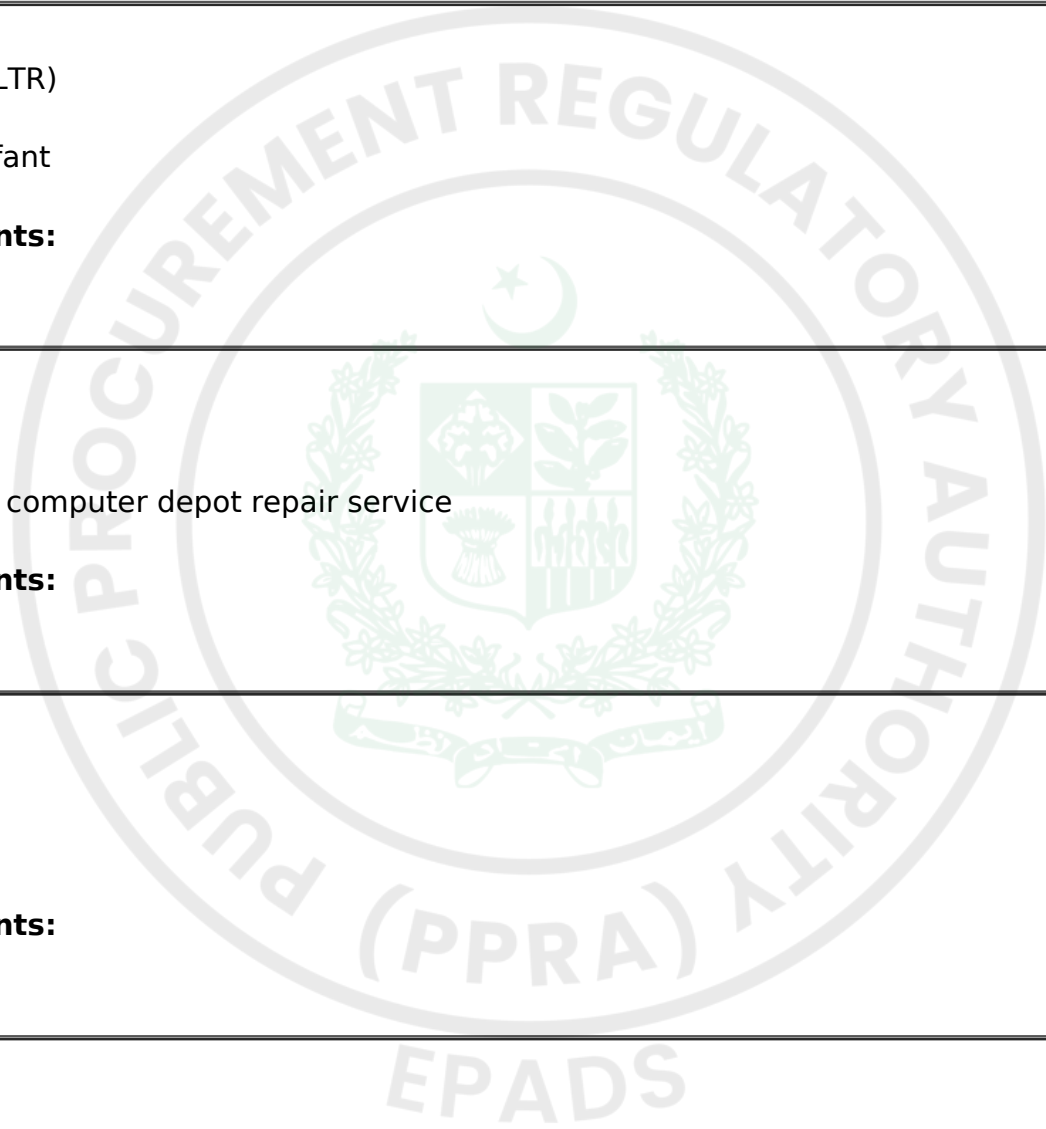 LTR)
fant
nts:
computer depot repair service
nts:
nts:
PUBLIC PROCUREMENT REGULATORY AUTHORITY
(PPRA)
EPADS